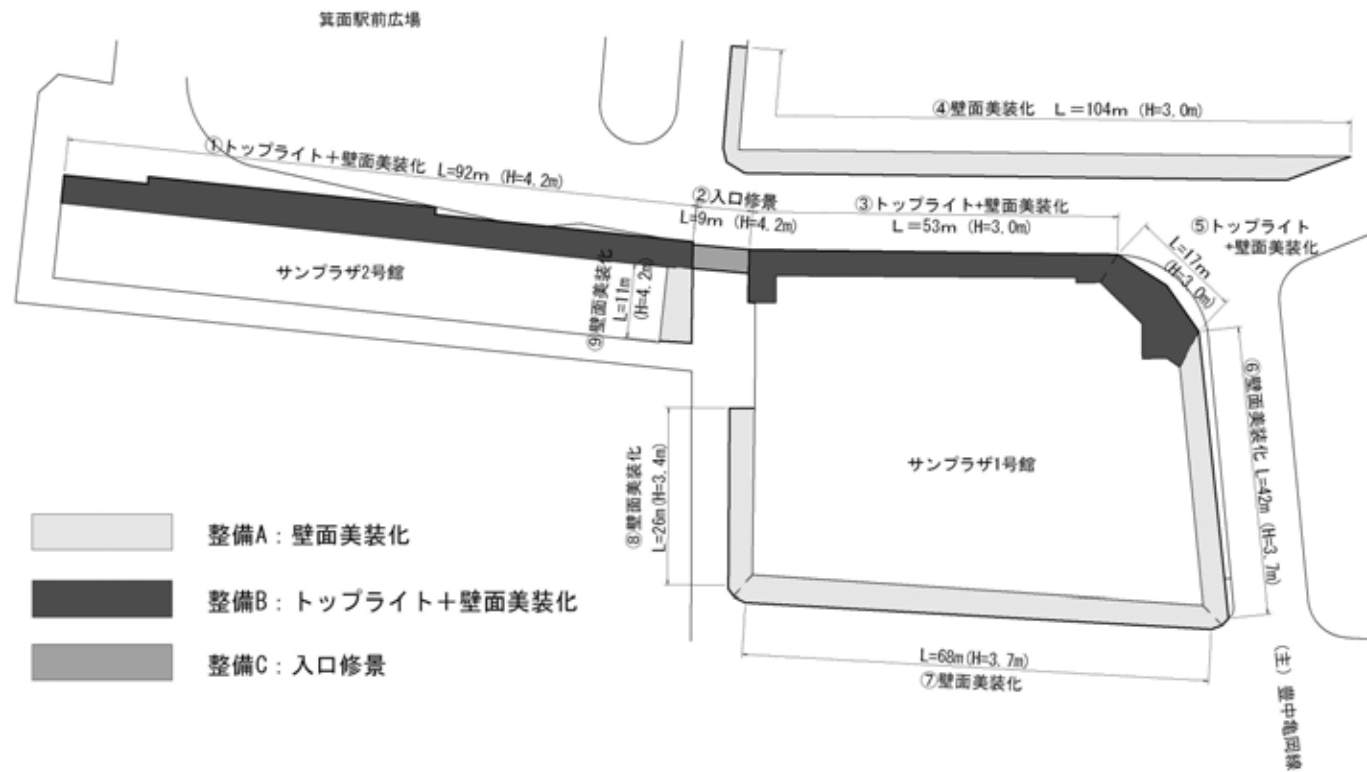 箕面駅前広場
④壁面美装化 L=104m (H=3.0m)
①トップライト+壁面美装化 L=92m (H=4.2m)
②入口修景
L=9m (H=4.2m)
③トップライト+壁面美装化
L=53m (H=3.0m)
⑤トップライト
+壁面美装化
L=17m
(H=3.0m)
サンプラザ2号館
⑨壁面美装化
L=11m
(H=4.2m)
⑥壁面美装化 L=42m (H=3.7m)
サンプラザ1号館
⑧壁面美装化
L=26m(H=3.4m)
整備A:壁面美装化
整備B:トップライト+壁面美装化
整備C:入口修景
L=68m(H=3.7m)
⑦壁面美装化
(主) 豊中亀岡線